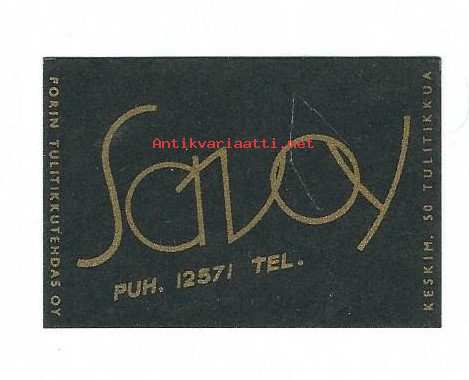 PORIN TULITIKKUTEHDAS OY
Savoy
Antikvariaatti.net
PUH. 12571 TEL.
KESKIM. 50 TULITIKKUA